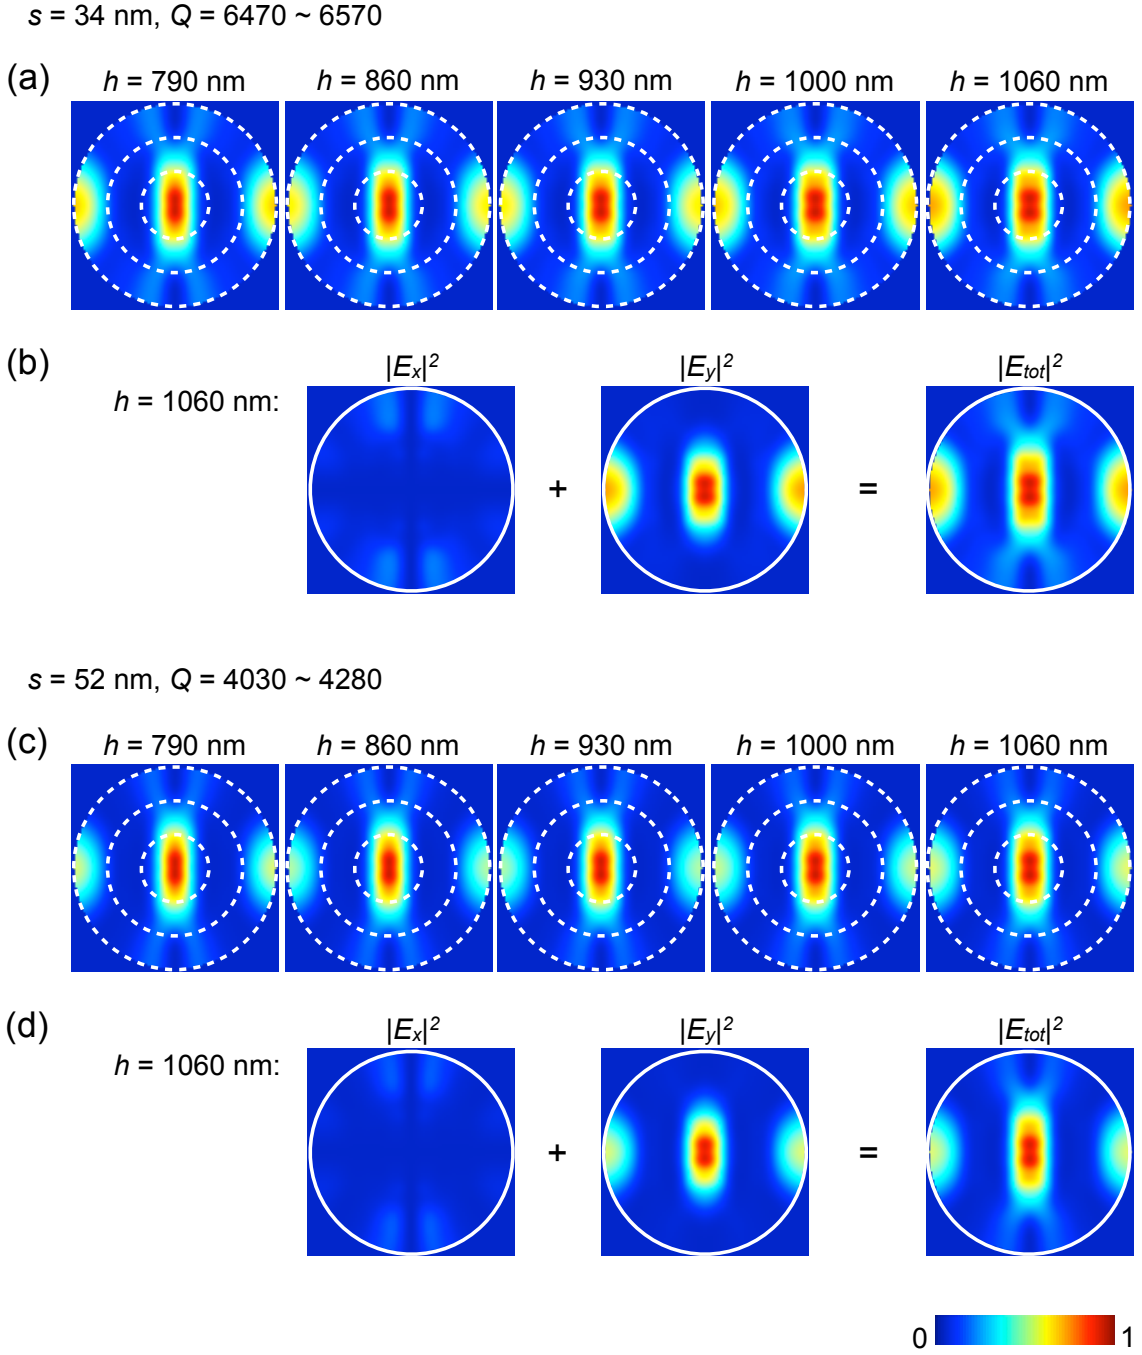 s = 34 nm, Q = 6470 ~ 6570
(a)
h = 790 nm h = 860 nm h = 930 nm h = 1000 nm h = 1060 nm
(b)
|Ex|² |Ey|² |Etot|²
h = 1060 nm:
+ =
s = 52 nm, Q = 4030 ~ 4280
(c)
h = 790 nm h = 860 nm h = 930 nm h = 1000 nm h = 1060 nm
(d)
|Ex|² |Ey|² |Etot|²
h = 1060 nm:
+ =
0 1